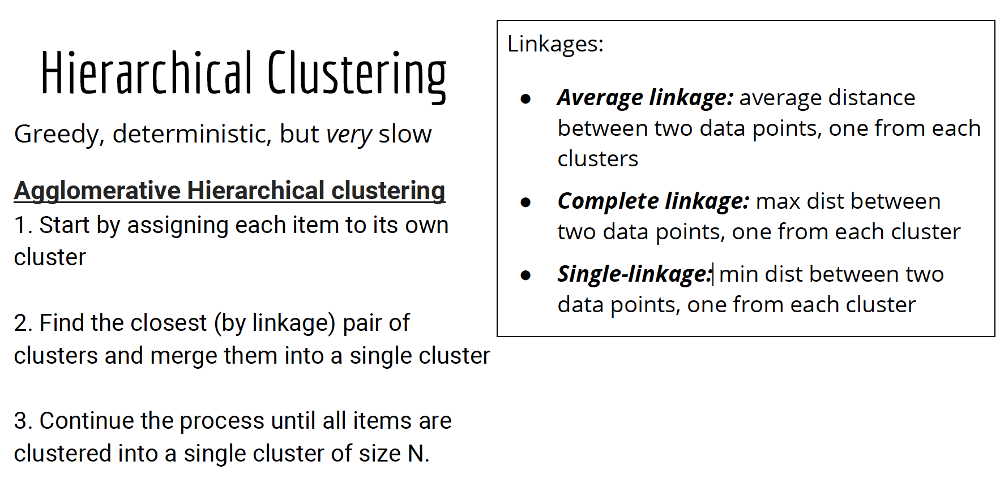 Hierarchical Clustering
Greedy, deterministic, but very slow
Agglomerative Hierarchical clustering
1. Start by assigning each item to its own
cluster
2. Find the closest (by linkage) pair of
clusters and merge them into a single cluster
3. Continue the process until all items are
clustered into a single cluster of size N.
Linkages:
● Average linkage: average distance
between two data points, one from each
clusters
● Complete linkage: max dist between
two data points, one from each cluster
● Single-linkage: min dist between two
data points, one from each cluster